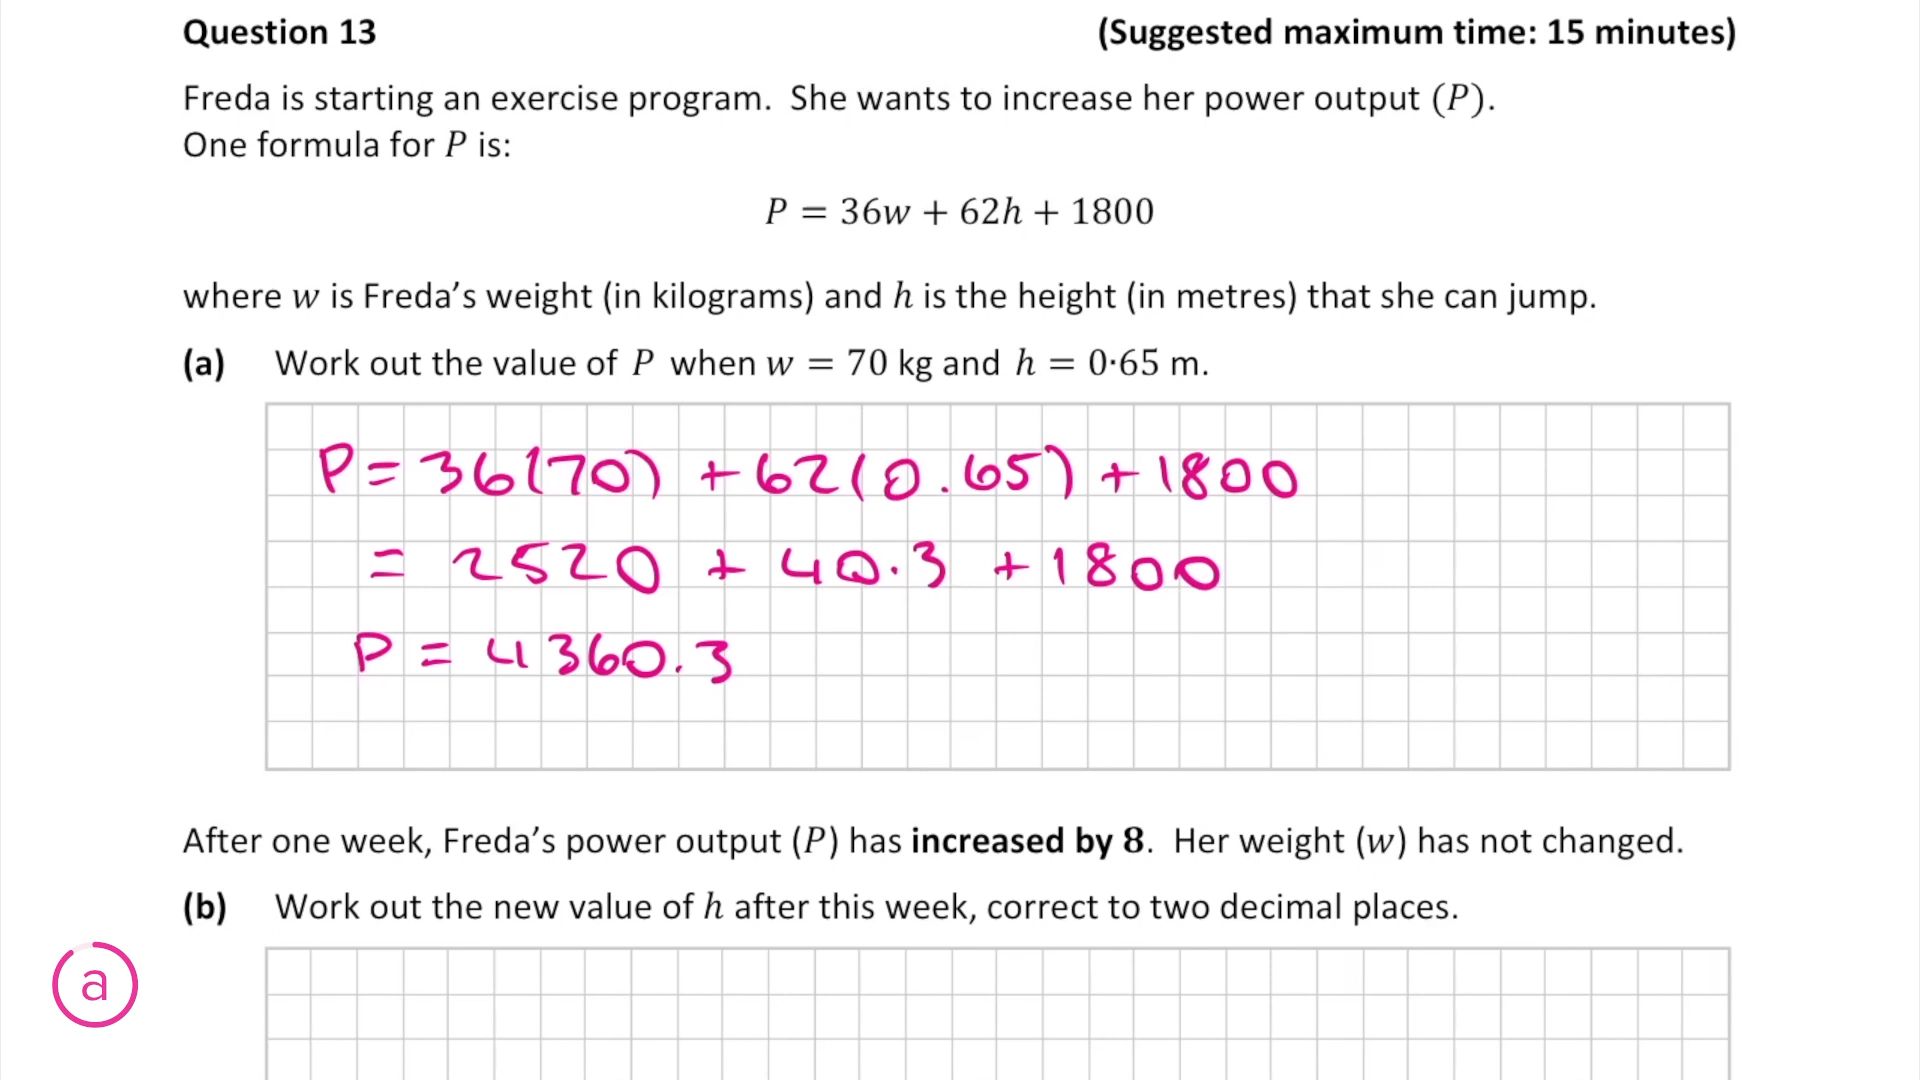 Question 13 (Suggested maximum time: 15 minutes)
Freda is starting an exercise program. She wants to increase her power output (P).
One formula for P is:
P = 36w + 62h + 1800
where w is Freda’s weight (in kilograms) and h is the height (in metres) that she can jump.
(a) Work out the value of P when w = 70 kg and h = 0·65 m.
P = 36(70) + 62(0.65) + 1800
= 2520 + 40.3 + 1800
P = 4360.3
After one week, Freda’s power output (P) has increased by 8. Her weight (w) has not changed.
(b) Work out the new value of h after this week, correct to two decimal places.
a